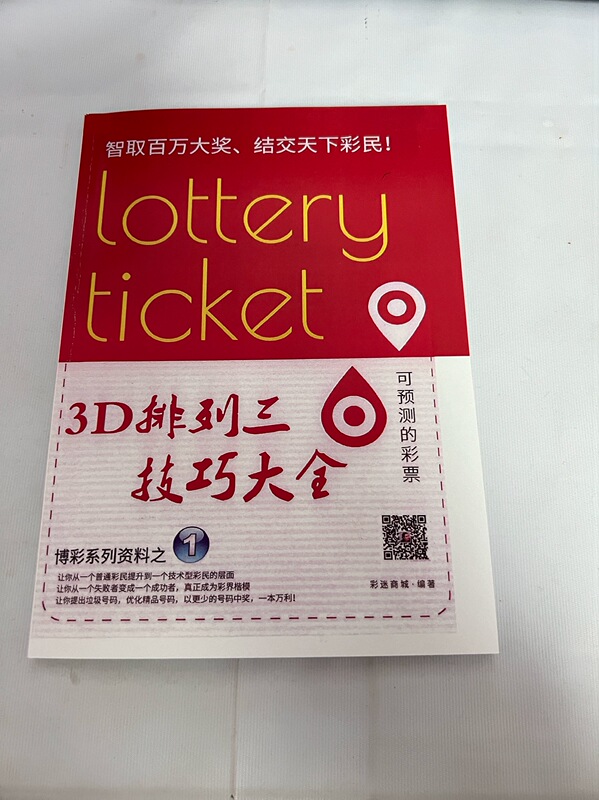 智取百万大奖、结交天下彩民！
lottery
ticket
可预测的彩票
3D排列三
技巧大全
博彩系列资料之 1
让你从一个普通彩民提升到一个技术型彩民的层面
让你从一个失败者变成一个成功者，真正成为彩界楷模
让你提出垃圾号码，优化精品号码，以更少的号码中奖，一本万利！
彩迷商城·编著